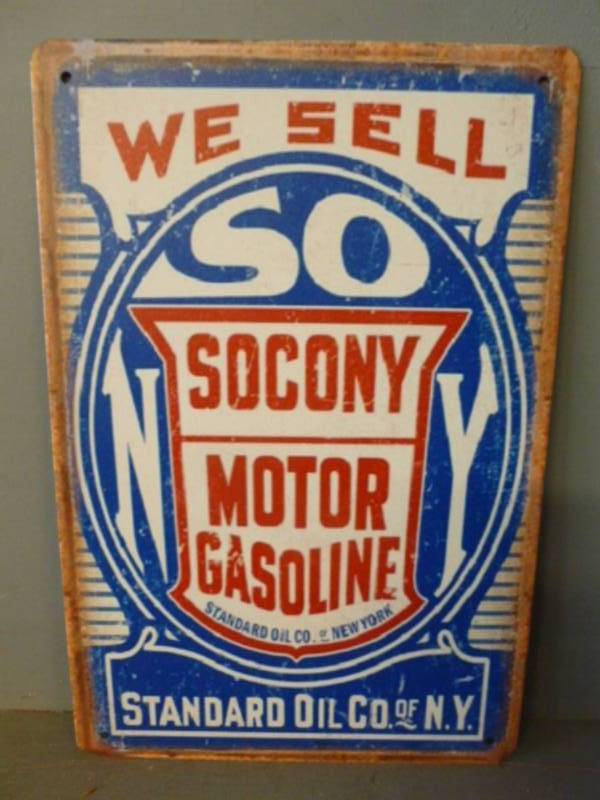 WE SELL
SO
N Y
SOCONY
MOTOR
GASOLINE
STANDARD OIL CO. OF NEW YORK
STANDARD OIL CO. OF N.Y.